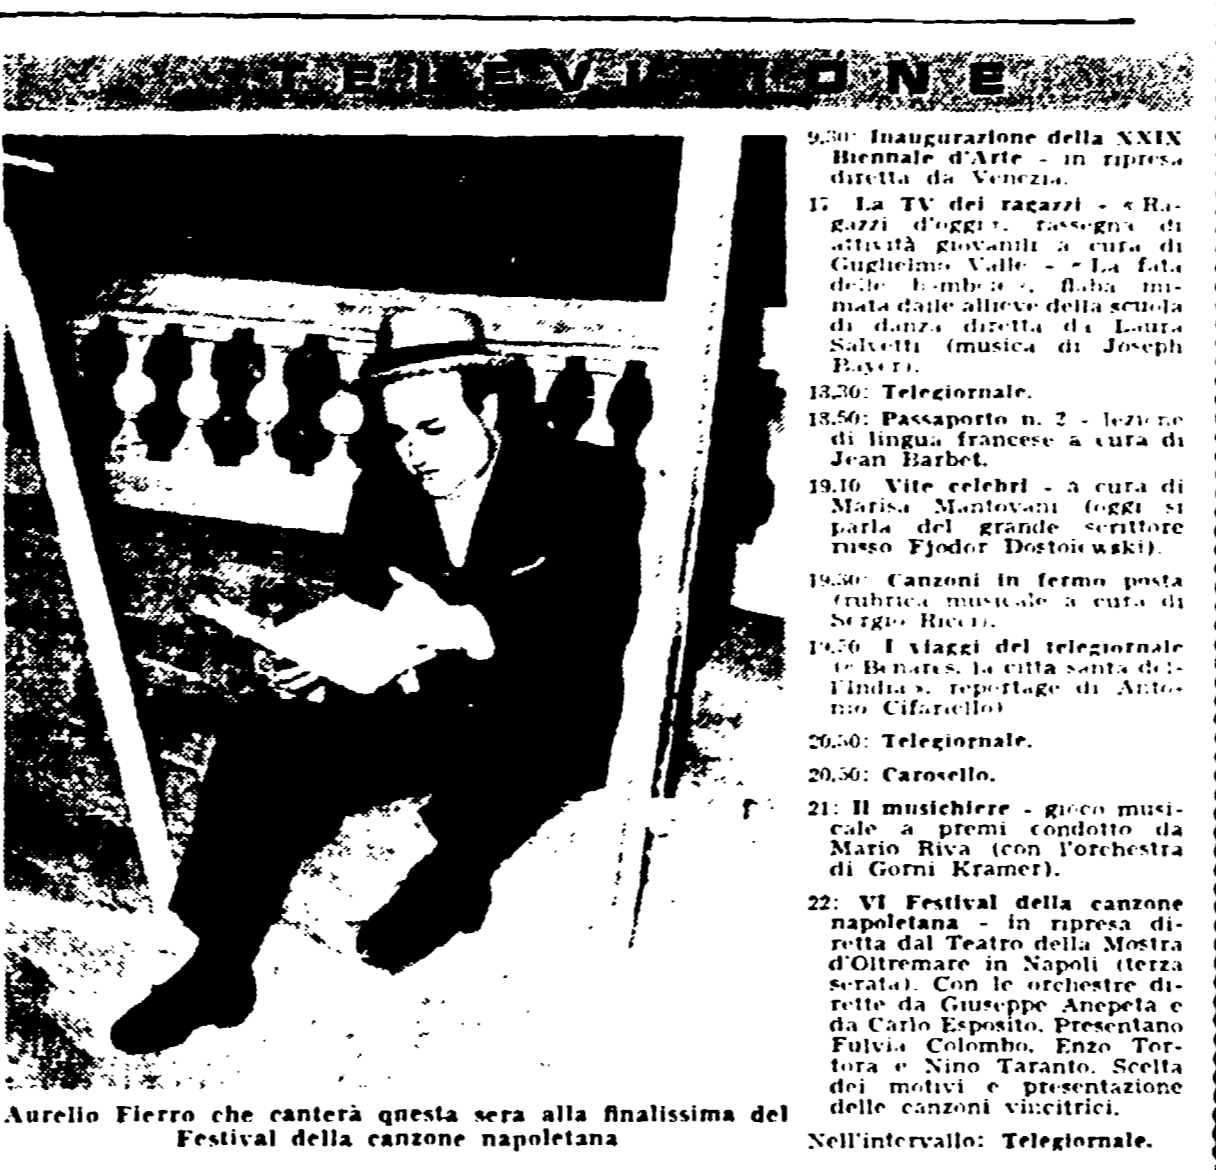 TELEVISIONE
9.30: Inaugurazione della XXIX
Biennale d'Arte - in ripresa
diretta da Venezia.
17 La TV dei ragazzi - « Ra-
gazzi d'oggi », rassegna di
attività giovanili a cura di
Guglielmo Valle - « La fata
delle bambole », fiaba mi-
mata dalle allieve della scuola
di danza diretta da Laura
Salvetti (musica di Joseph
Bayer).
18.30: Telegiornale.
18.50: Passaporto n. 2 - lezione
di lingua francese a cura di
Jean Barbet.
19.10 Vite celebri - a cura di
Marisa Mantovani (oggi si
parla del grande scrittore
russo Fjodor Dostoiewski).
19.30: Canzoni in fermo posta
(rubrica musicale a cura di
Sergio Ricci).
19.50 I viaggi del telegiornale
(« Benares, la città santa del-
l'India », reportage di Anto-
nio Cifariello)
Telegiornale.
20.50: Carosello.
21: Il musichiere - gioco musi-
cale a premi condotto da
Mario Riva (con l'orchestra
di Gorni Kramer).
22: VI Festival della canzone
napoletana - in ripresa di-
retta dal Teatro della Mostra
d'Oltremare in Napoli (terza
serata). Con le orchestre di-
rette da Giuseppe Anepeta e
da Carlo Esposito. Presentano
Fulvia Colombo, Enzo Tor-
tora e Nino Taranto. Scelta
dei motivi e presentazione
delle canzoni vincitrici.
Nell'intervallo: Telegiornale.
Aurelio Fierro che canterà questa sera alla finalissima del
Festival della canzone napoletana